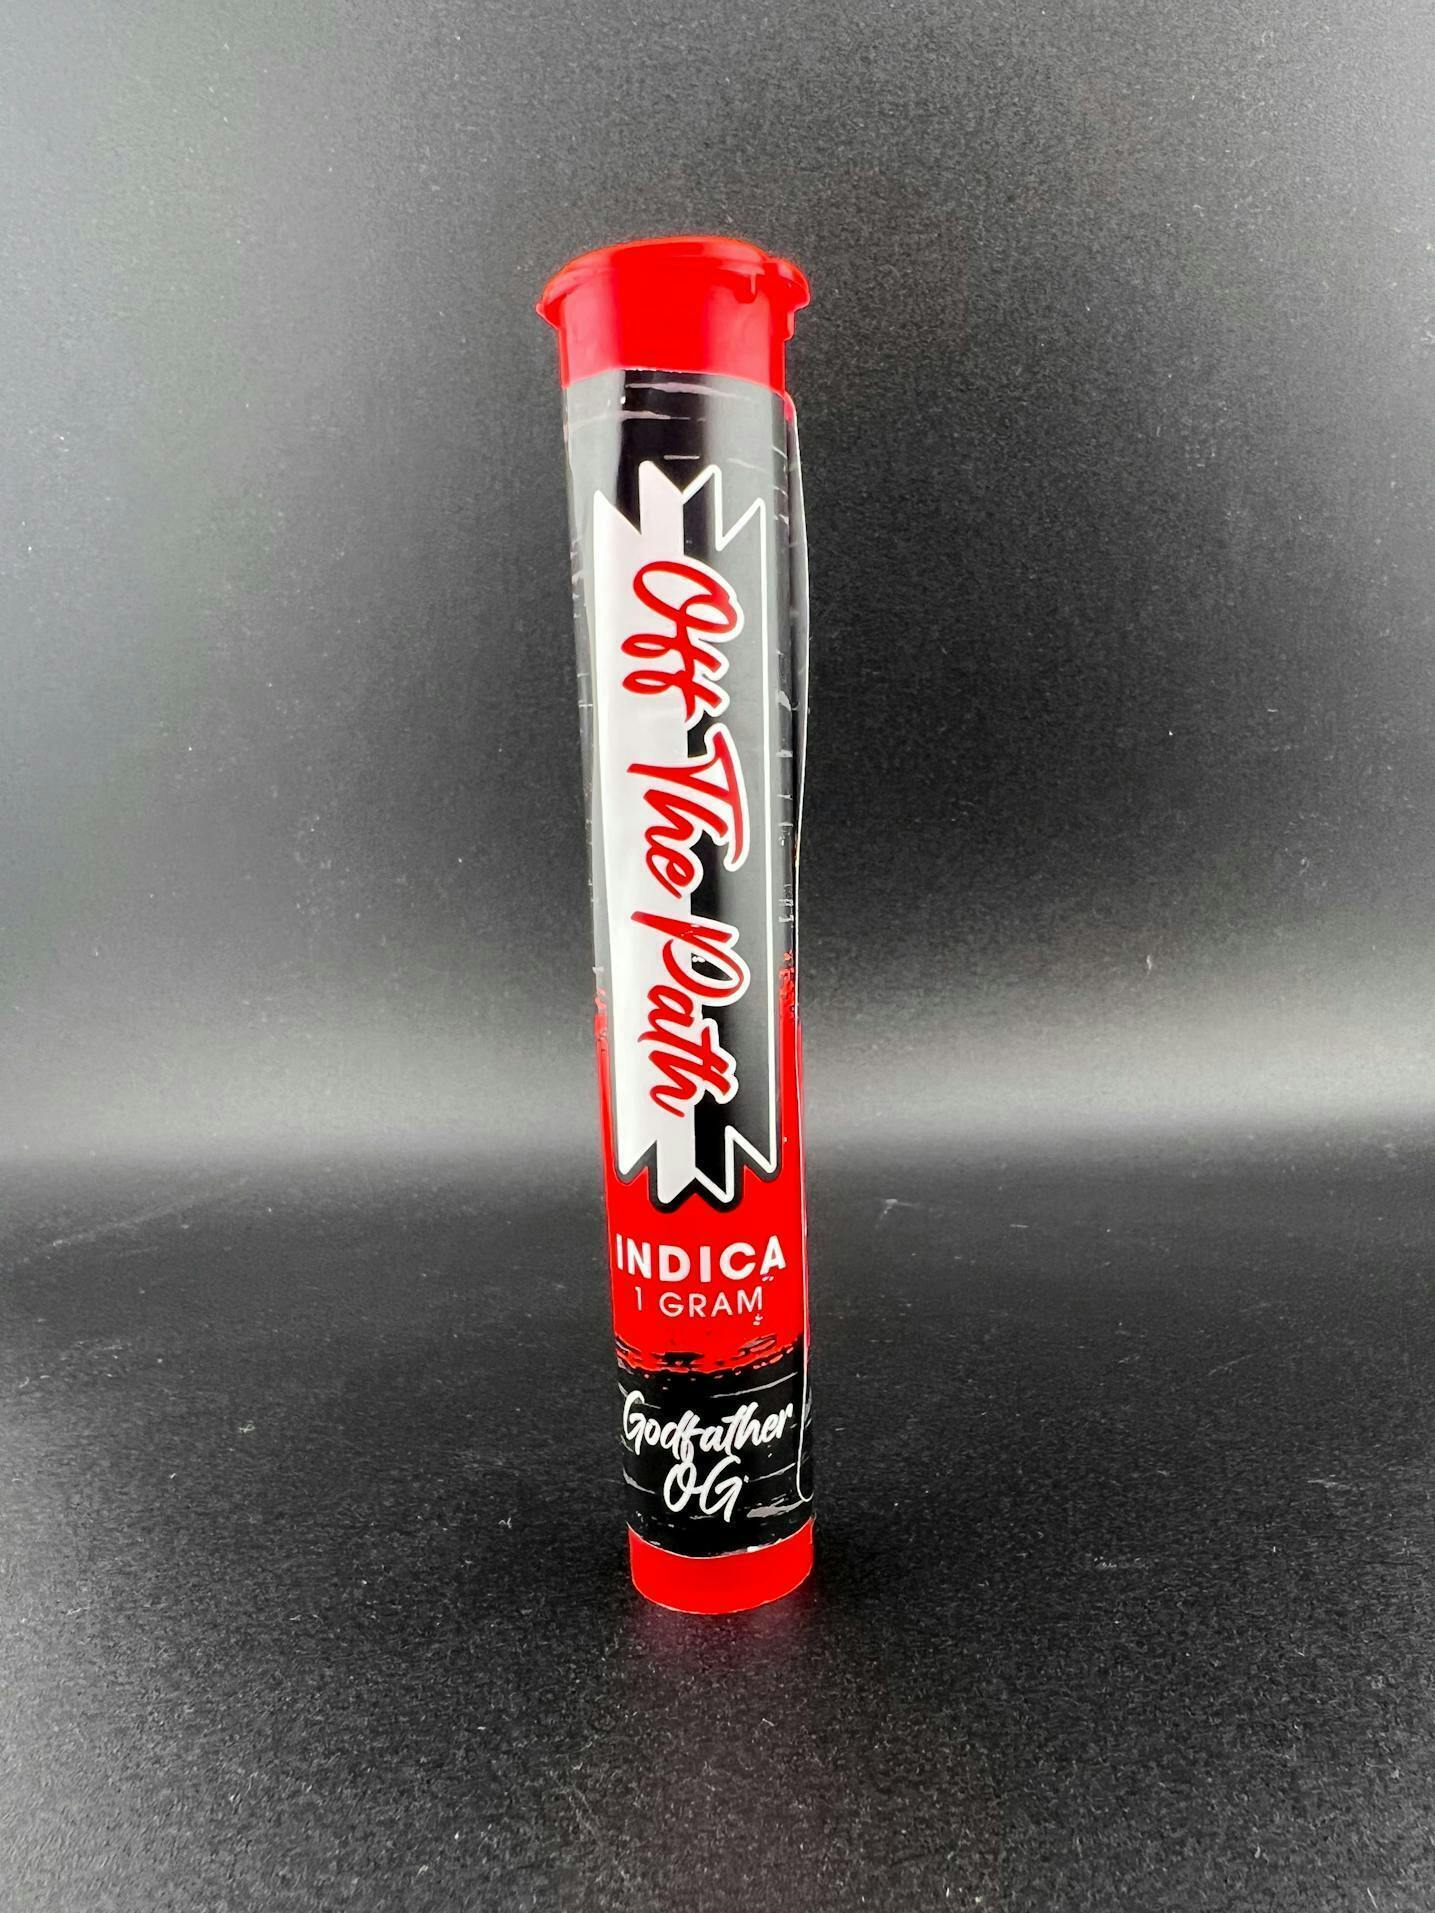 Off The Path
INDICA
1 GRAM
Godfather
OG